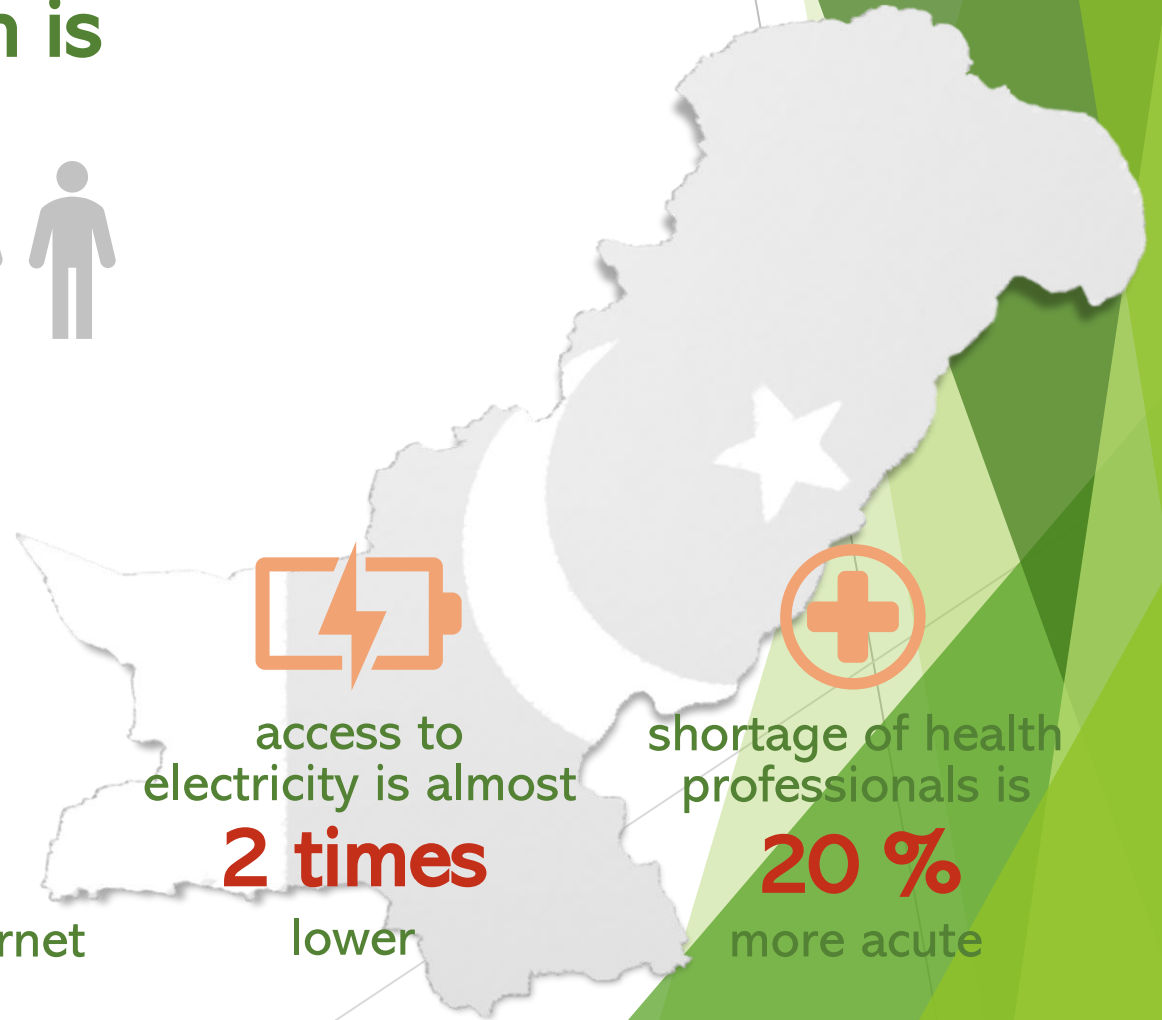 n is
access to
electricity is almost
2 times
lower
shortage of health
professionals is
20 %
more acute
rnet